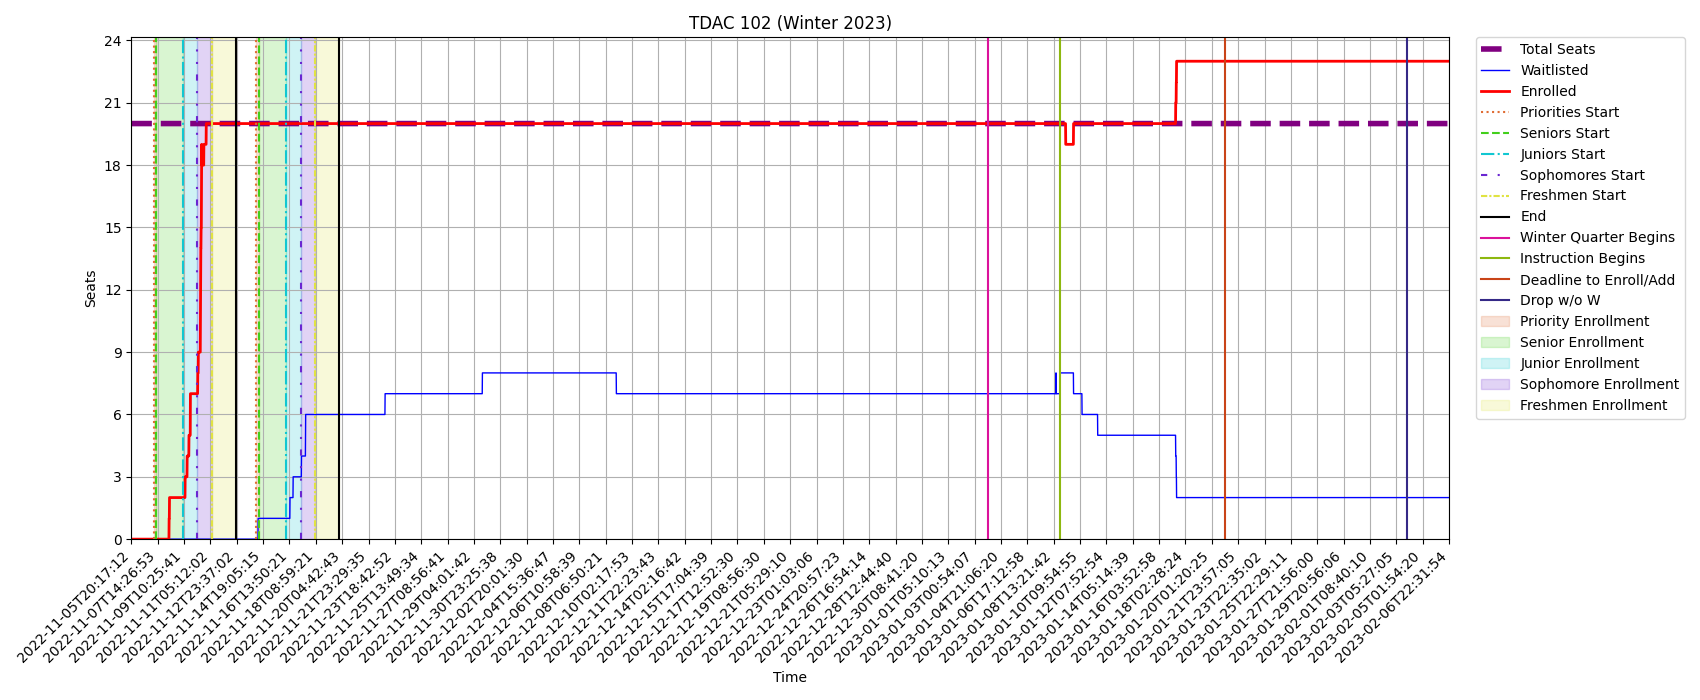 TDAC 102 (Winter 2023)
24
21
18
15
12
9
6
3
0
Seats
2022-11-05T20:17:12
2022-11-07T14:26:53
2022-11-09T10:25:41
2022-11-11T05:12:02
2022-11-12T23:37:02
2022-11-14T19:05:15
2022-11-16T13:50:21
2022-11-18T08:59:21
2022-11-20T04:42:43
2022-11-21T23:29:35
2022-11-23T18:42:52
2022-11-25T13:49:34
2022-11-27T08:56:41
2022-11-29T04:01:42
2022-11-30T23:25:38
2022-12-02T20:01:30
2022-12-04T15:36:47
2022-12-06T10:58:39
2022-12-08T06:50:21
2022-12-10T02:17:53
2022-12-11T22:23:43
2022-12-14T02:16:42
2022-12-15T17:04:39
2022-12-17T12:52:30
2022-12-19T08:56:30
2022-12-21T05:29:10
2022-12-23T01:03:06
2022-12-24T20:57:23
2022-12-26T16:54:14
2022-12-28T12:44:40
2022-12-30T08:41:20
2023-01-01T05:10:13
2023-01-03T00:54:07
2023-01-04T21:06:20
2023-01-06T17:12:58
2023-01-08T13:21:42
2023-01-10T09:54:55
2023-01-12T07:52:54
2023-01-14T05:14:39
2023-01-16T03:52:58
2023-01-18T02:28:24
2023-01-20T01:20:25
2023-01-21T23:57:05
2023-01-23T22:35:02
2023-01-25T22:29:11
2023-01-27T21:56:00
2023-01-29T20:56:06
2023-02-01T08:40:10
2023-02-03T05:27:05
2023-02-05T01:54:20
2023-02-06T22:31:54
Time
Total Seats
Waitlisted
Enrolled
Priorities Start
Seniors Start
Juniors Start
Sophomores Start
Freshmen Start
End
Winter Quarter Begins
Instruction Begins
Deadline to Enroll/Add
Drop w/o W
Priority Enrollment
Senior Enrollment
Junior Enrollment
Sophomore Enrollment
Freshmen Enrollment